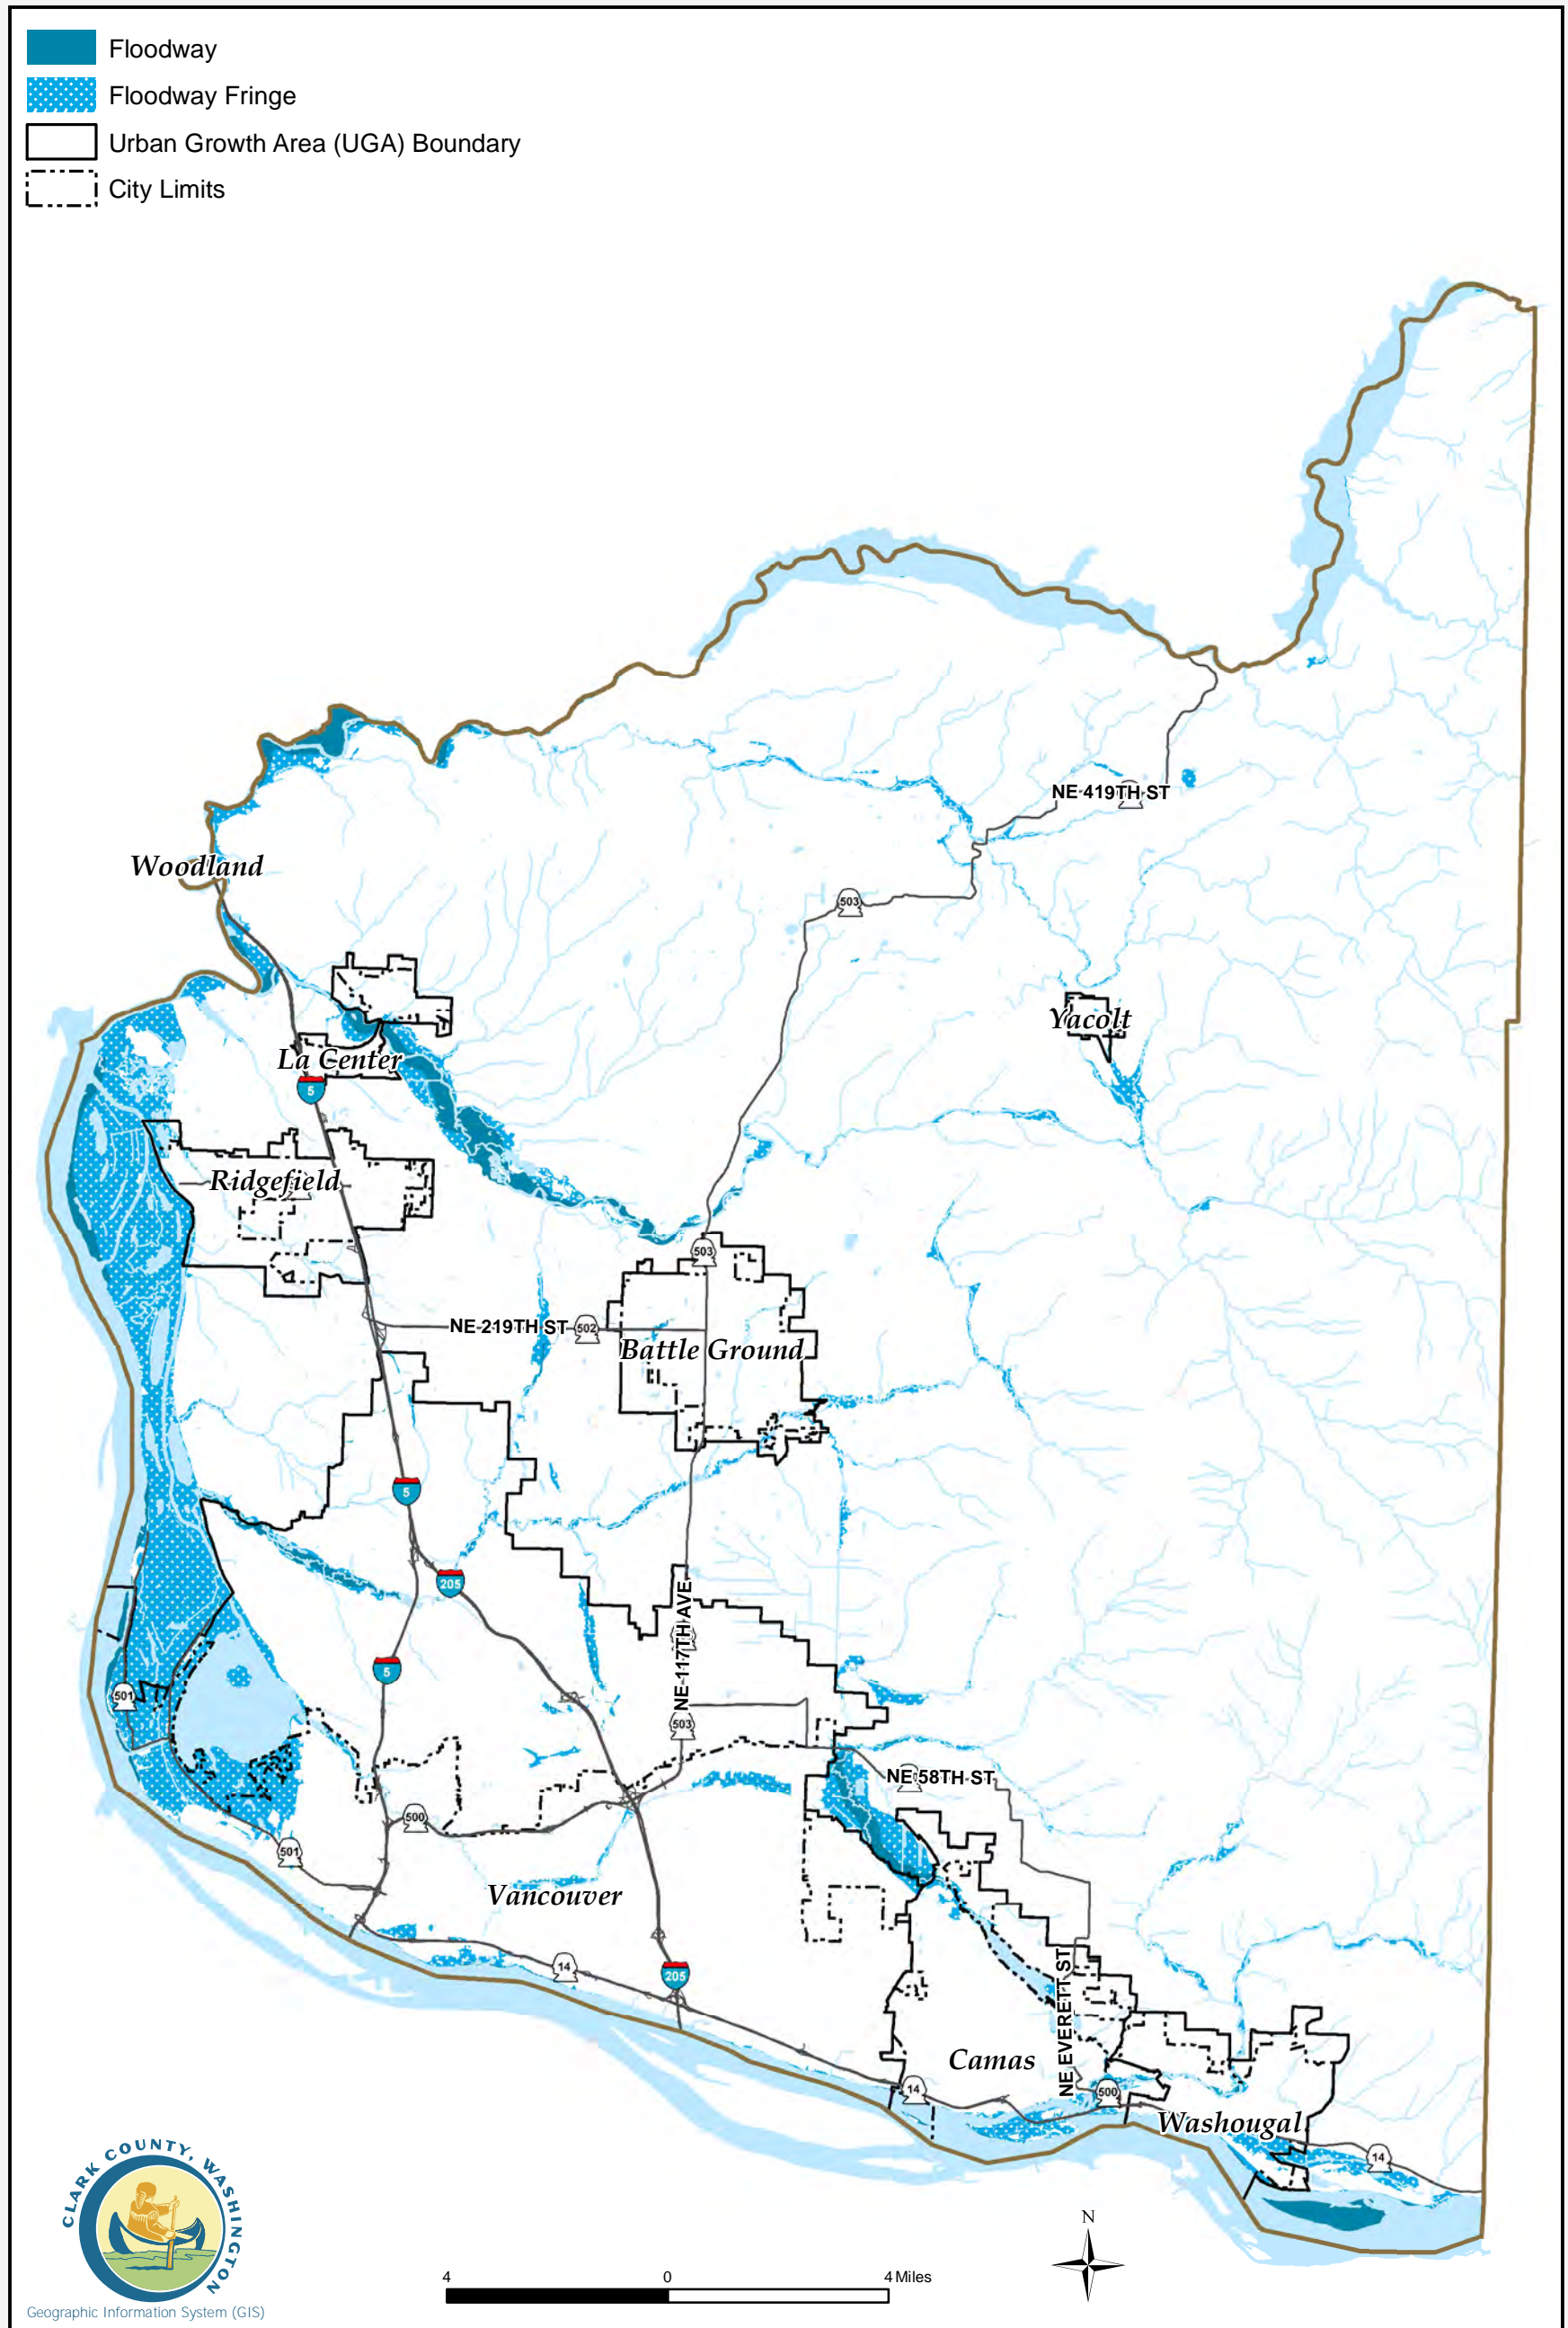 Floodway
Floodway Fringe
Urban Growth Area (UGA) Boundary
City Limits
NE 419TH ST
Woodland
503
Yacolt
La Center
5
Ridgefield
503
NE 219TH ST
502
Battle Ground
5
205
NE 117TH AVE
5
501
503
NE 58TH ST
500
501
Vancouver
14
205
NE EVERETT ST
Camas
14
500
Washougal
14
CLARK COUNTY, WASHINGTON
N
4
0
4 Miles
Geographic Information System (GIS)